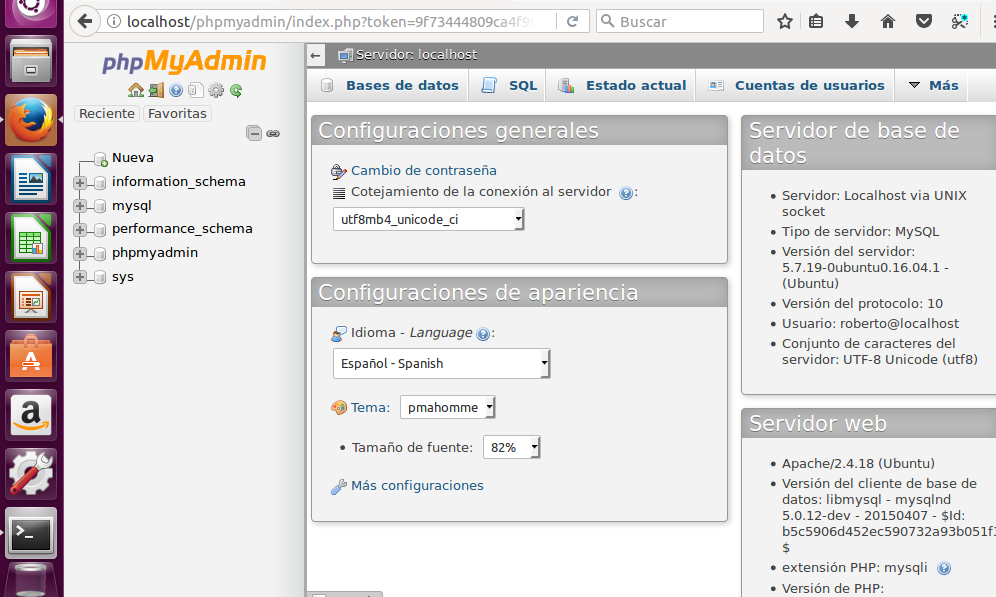 localhost/phpmyadmin/index.php?token=9f73444809ca4f9
Buscar
phpMyAdmin
Reciente
Favoritas
Nueva
information_schema
mysql
performance_schema
phpmyadmin
sys
Servidor: localhost
Bases de datos
SQL
Estado actual
Cuentas de usuarios
Más
Configuraciones generales
Cambio de contraseña
Cotejamiento de la conexión al servidor :
utf8mb4_unicode_ci
Configuraciones de apariencia
Idioma - Language :
Español - Spanish
Tema:
pmahomme
• Tamaño de fuente:
82%
Más configuraciones
Servidor de base de
datos
• Servidor: Localhost via UNIX
socket
• Tipo de servidor: MySQL
• Versión del servidor:
5.7.19-0ubuntu0.16.04.1 -
(Ubuntu)
• Versión del protocolo: 10
• Usuario: roberto@localhost
• Conjunto de caracteres del
servidor: UTF-8 Unicode (utf8)
Servidor web
• Apache/2.4.18 (Ubuntu)
• Versión del cliente de base de
datos: libmysql - mysqlnd
5.0.12-dev - 20150407 - $Id:
b5c5906d452ec590732a93b051f3
$
• extensión PHP: mysqli
• Versión de PHP: